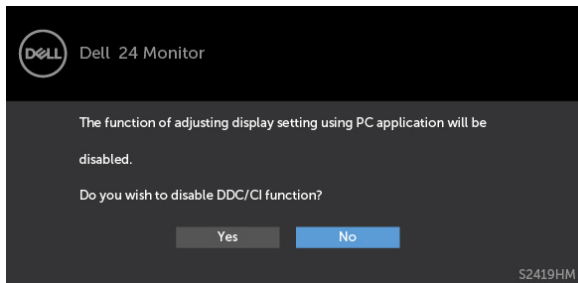 DELL
Dell 24 Monitor
The function of adjusting display setting using PC application will be
disabled.
Do you wish to disable DDC/CI function?
Yes
No
S2419HM